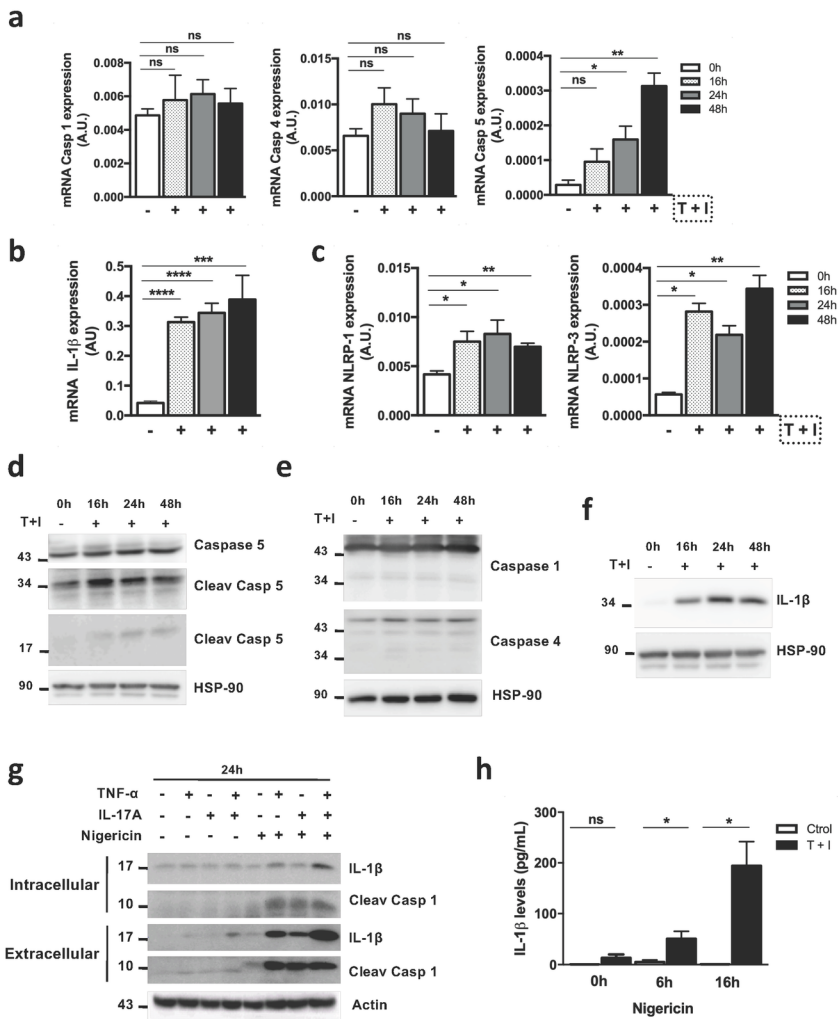 a
mRNA Casp 1 expression
(A.U.)
0.008
0.006
0.004
0.002
0.000
ns
ns
ns
- + + +
mRNA Casp 4 expression
(A.U.)
0.015
0.010
0.005
0.000
ns
ns
ns
- + + +
mRNA Casp 5 expression
(A.U.)
0.0004
0.0003
0.0002
0.0001
0.0000
**
*
ns
- + + +
0h
16h
24h
48h
T + I
b
mRNA IL-1β expression
(AU)
0.5
0.4
0.3
0.2
0.1
0.0
***
****
****
- + + +
c
mRNA NLRP-1 expression
(A.U.)
0.015
0.010
0.005
0.000
**
*
*
- + + +
mRNA NLRP-3 expression
(A.U.)
0.0004
0.0003
0.0002
0.0001
0.0000
**
*
*
- + + +
0h
16h
24h
48h
T + I
d
0h 16h 24h 48h
T+I - + + +
43
Caspase 5
34
Cleav Casp 5
17
Cleav Casp 5
90
HSP-90
e
0h 16h 24h 48h
T+I - + + +
43
34
Caspase 1
43
34
Caspase 4
90
HSP-90
f
0h 16h 24h 48h
T+I - + + +
34
IL-1β
90
HSP-90
g
24h
TNF-α - + - + - + - +
IL-17A - - + + - - + +
Nigericin - - - - + + + +
Intracellular
17
IL-1β
10
Cleav Casp 1
Extracellular
17
IL-1β
10
Cleav Casp 1
43
Actin
h
IL-1β levels (pg/mL)
300
200
100
0
ns
*
*
Ctrol
T + I
0h 6h 16h
Nigericin